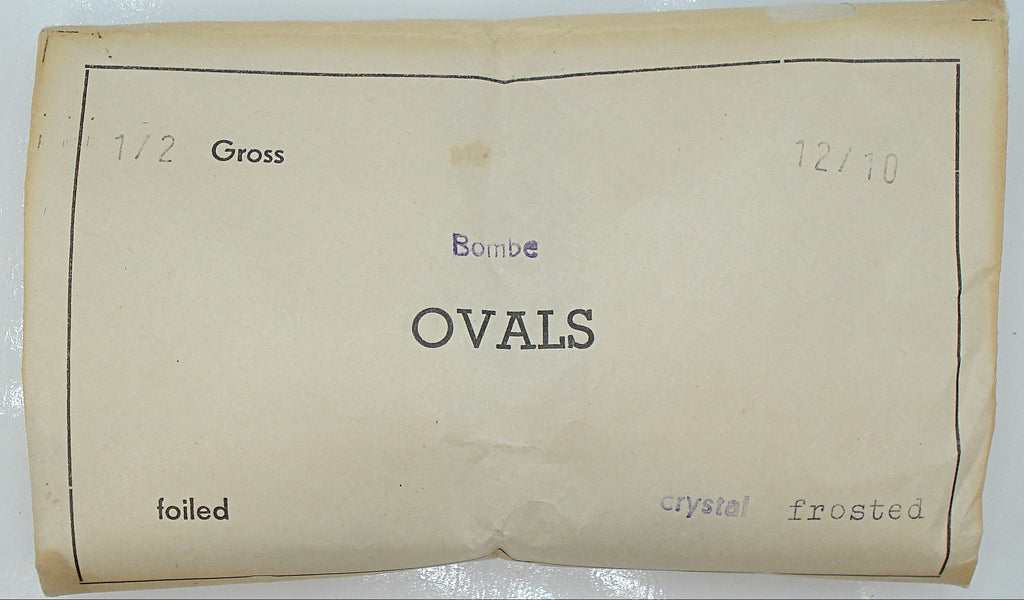 1/2 Gross 12/10
Bombe
OVALS
foiled crystal frosted